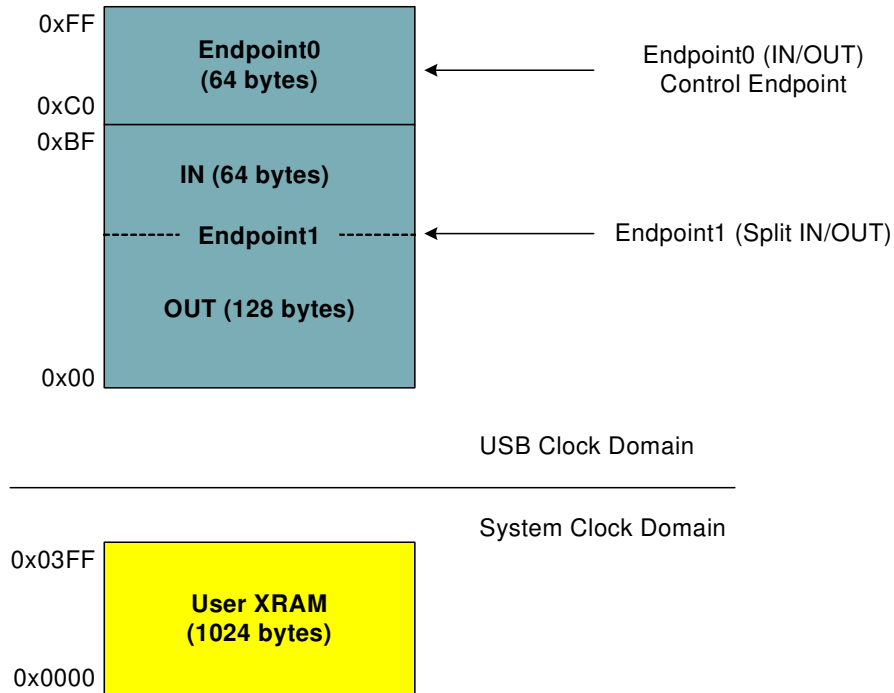 0xFF
Endpoint0
(64 bytes)
Endpoint0 (IN/OUT)
Control Endpoint
0xC0
0xBF
IN (64 bytes)
Endpoint1
Endpoint1 (Split IN/OUT)
OUT (128 bytes)
0x00
USB Clock Domain
System Clock Domain
0x03FF
User XRAM
(1024 bytes)
0x0000